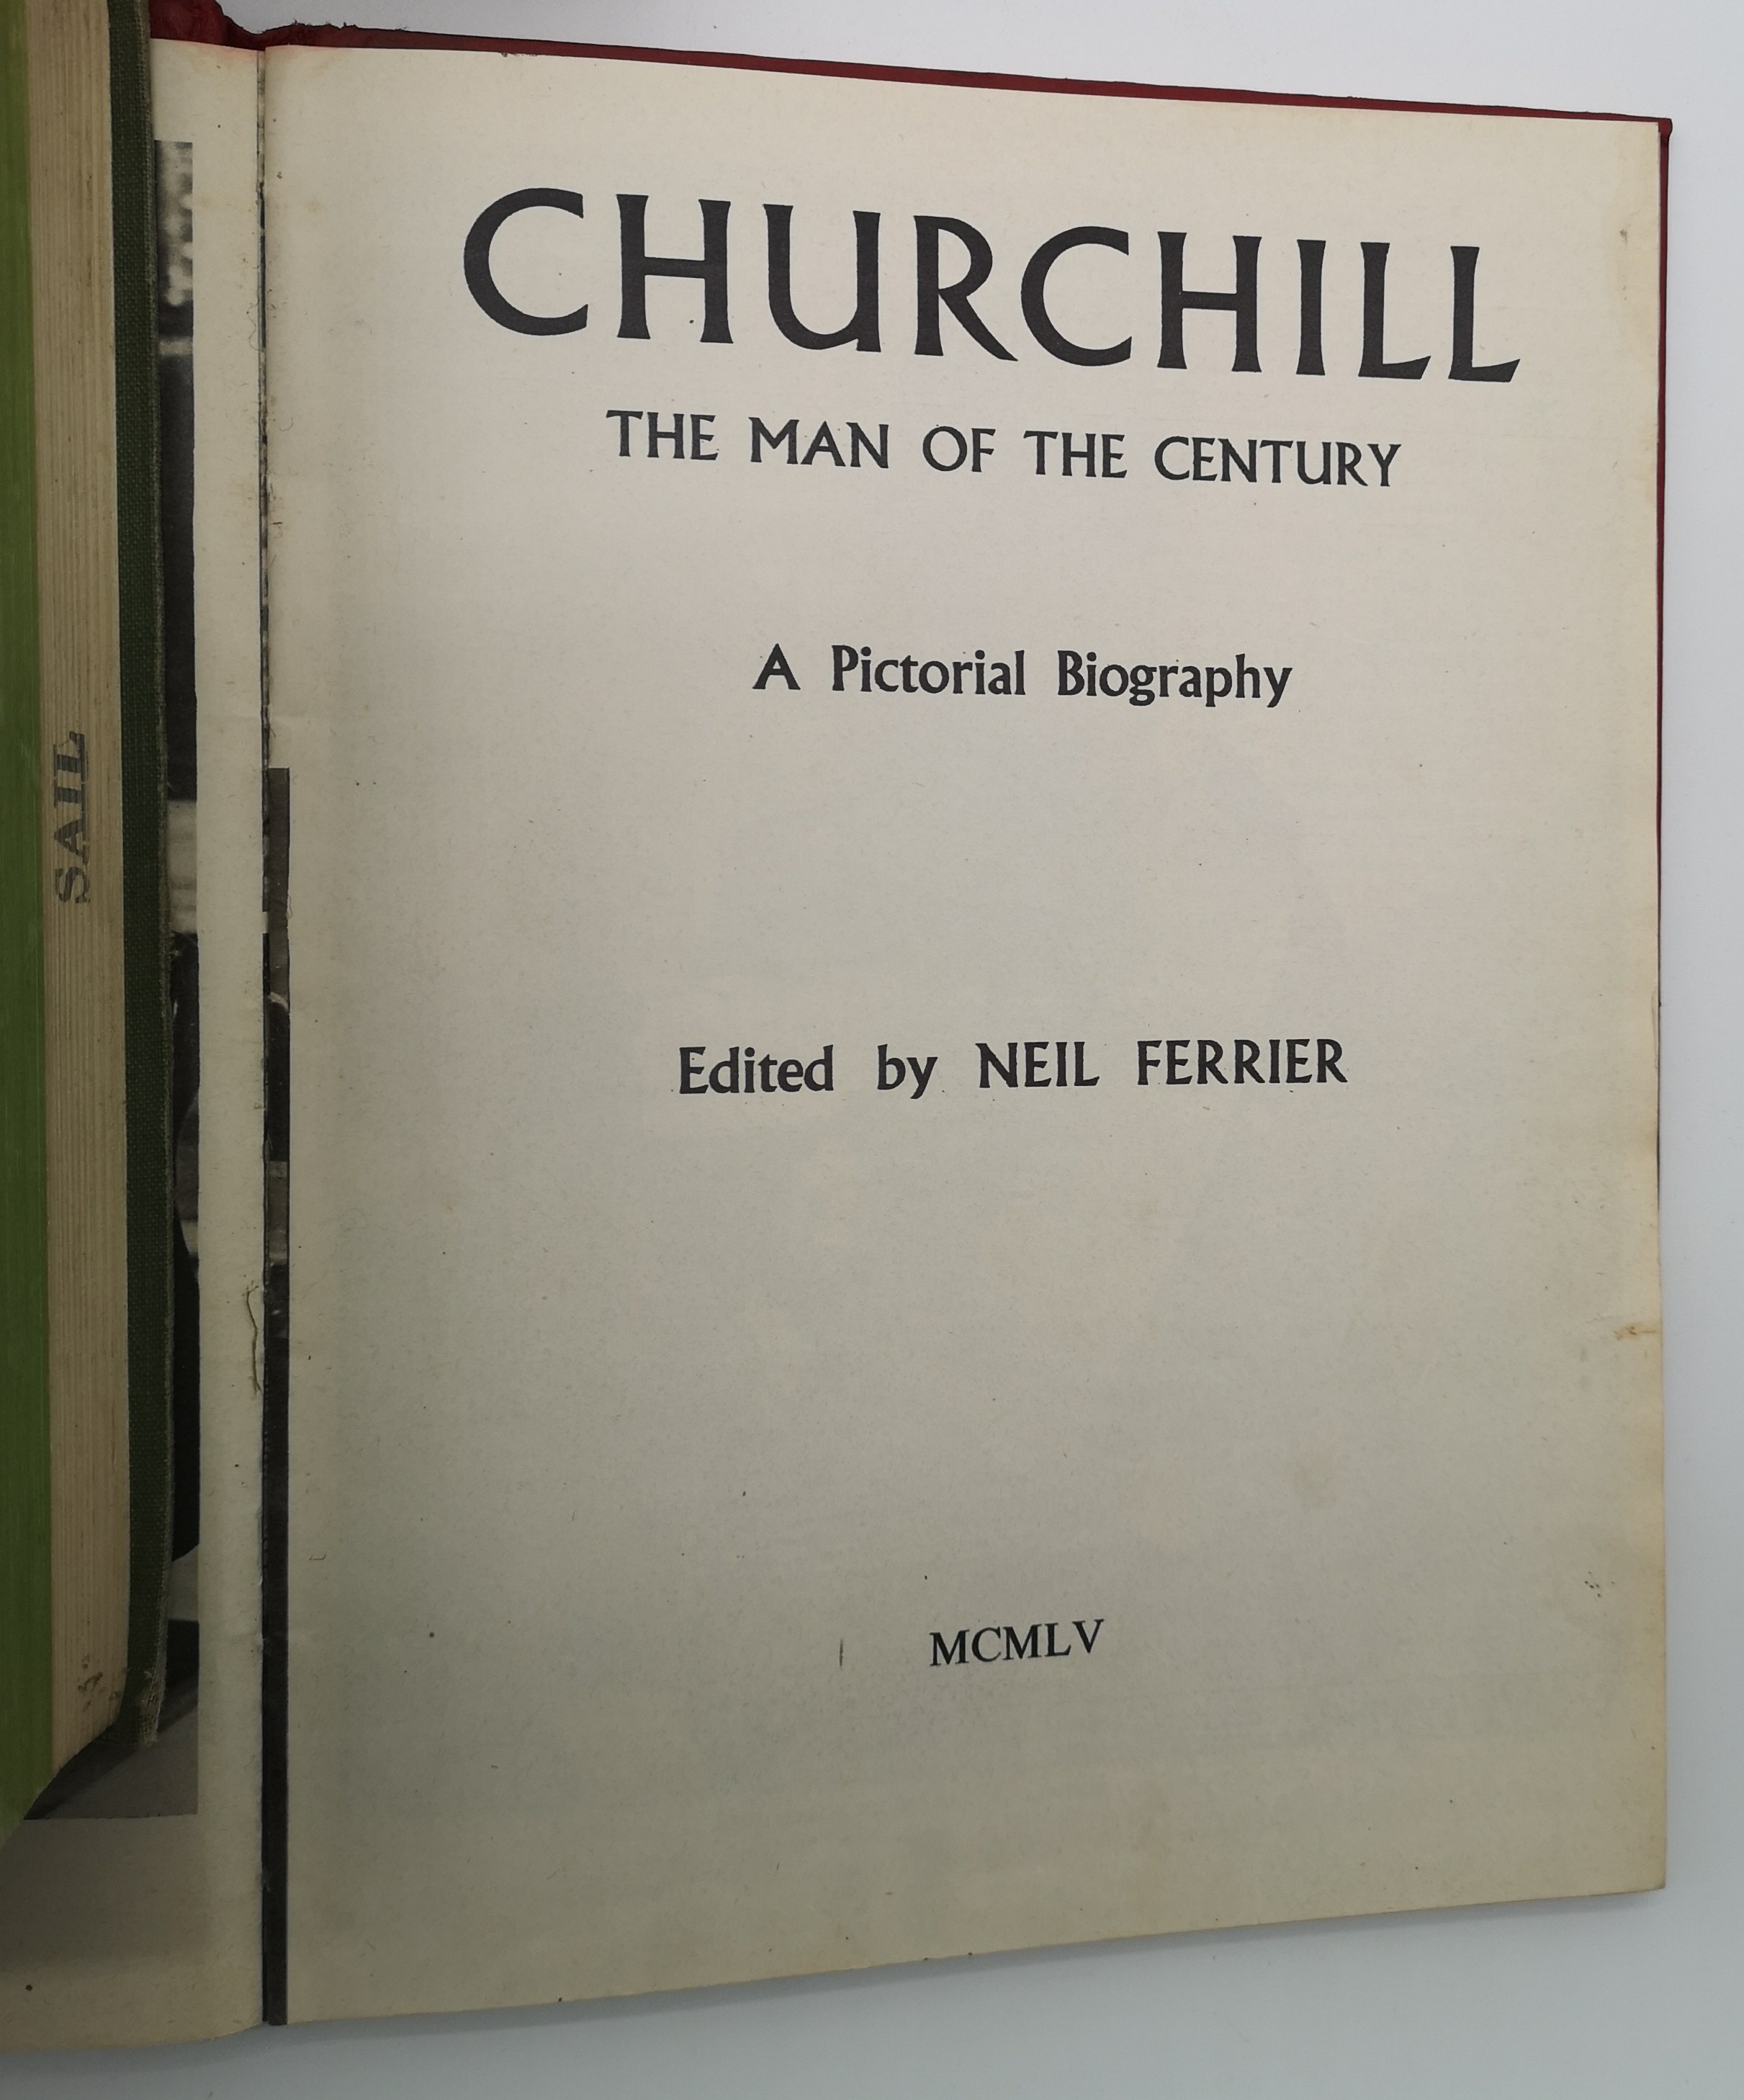 CHURCHILL
THE MAN OF THE CENTURY
A Pictorial Biography
Edited by NEIL FERRIER
MCMLV
SAIL